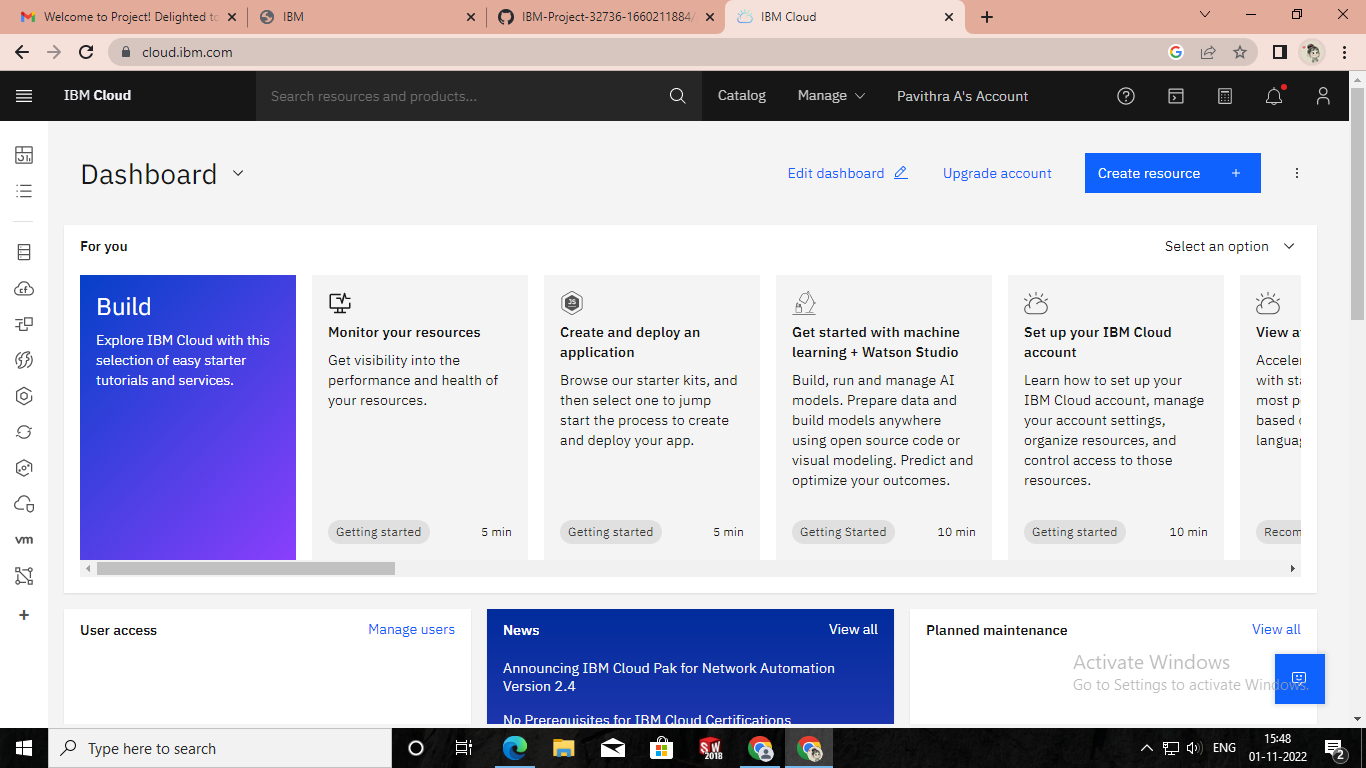 Welcome to Project! Delighted to
IBM
IBM-Project-32736-1660211884/
IBM Cloud
cloud.ibm.com
IBM Cloud
Search resources and products...
Catalog
Manage
Pavithra A's Account
Dashboard
Edit dashboard
Upgrade account
Create resource +
For you
Select an option
Build
Explore IBM Cloud with this
selection of easy starter
tutorials and services.
Monitor your resources
Get visibility into the
performance and health of
your resources.
Getting started
5 min
JS
Create and deploy an
application
Browse our starter kits, and
then select one to jump
start the process to create
and deploy your app.
Getting started
5 min
Get started with machine
learning + Watson Studio
Build, run and manage AI
models. Prepare data and
build models anywhere
using open source code or
visual modeling. Predict and
optimize your outcomes.
Getting Started
10 min
Set up your IBM Cloud
account
Learn how to set up your
IBM Cloud account, manage
your account settings,
organize resources, and
control access to those
resources.
Getting started
10 min
View a
Acceler
with sta
most p
based o
langua
Recom
cf
vm
User access
Manage users
News
View all
Announcing IBM Cloud Pak for Network Automation
Version 2.4
No Prerequisites for IBM Cloud Certifications
Planned maintenance
View all
Activate Windows
Go to Settings to activate Windows.
Type here to search
SW
2018
ENG
15:48
01-11-2022
2